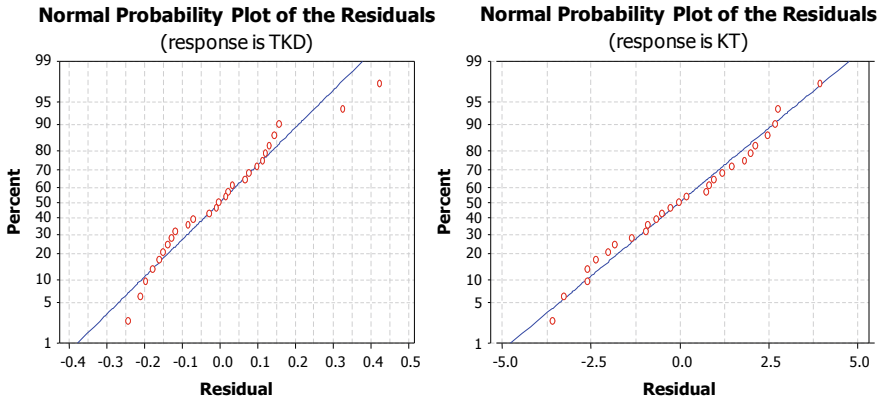 Normal Probability Plot of the Residuals
(response is TKD)
99
95
90
80
70
60
50
40
30
20
10
5
1
Percent
-0.4 -0.3 -0.2 -0.1 0.0 0.1 0.2 0.3 0.4 0.5
Residual
Normal Probability Plot of the Residuals
(response is KT)
99
95
90
80
70
60
50
40
30
20
10
5
1
Percent
-5.0 -2.5 0.0 2.5 5.0
Residual